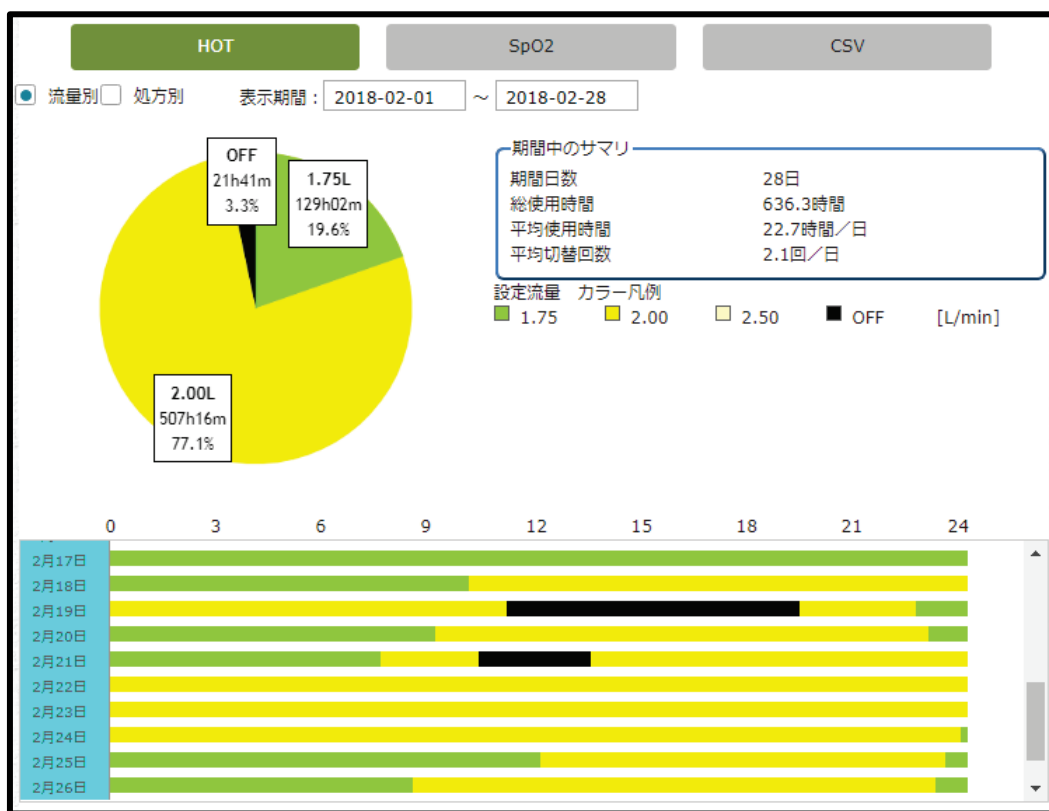 HOT
SpO2
CSV
流量別 処方別 表示期間： 2018-02-01 ～ 2018-02-28
OFF
21h41m
3.3%
1.75L
129h02m
19.6%
2.00L
507h16m
77.1%
期間中のサマリ
期間日数 28日
総使用時間 636.3時間
平均使用時間 22.7時間／日
平均切替回数 2.1回／日
設定流量 カラー凡例
1.75 2.00 2.50 OFF [L/min]
0 3 6 9 12 15 18 21 24
2月17日
2月18日
2月19日
2月20日
2月21日
2月22日
2月23日
2月24日
2月25日
2月26日